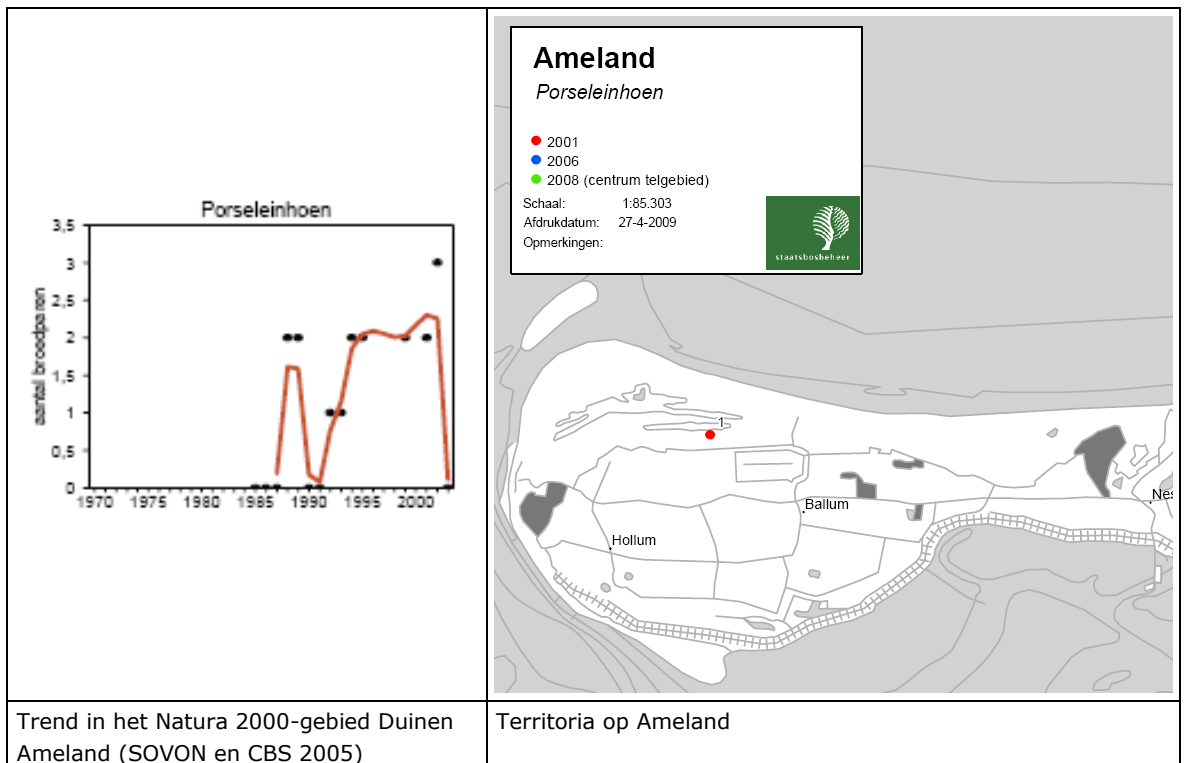 Porseleinhoen
3,5
3
2,5
2
1,5
1
0,5
0
aantal broedparen
1970 1975 1980 1985 1990 1995 2000
Ameland
Porseleinhoen
2001
2006
2008 (centrum telgebied)
Schaal: 1:85.303
Afdrukdatum: 27-4-2009
Opmerkingen:
staatsbosbeheer
1
Ballum
Nes
Hollum
Trend in het Natura 2000-gebied Duinen
Ameland (SOVON en CBS 2005)
Territoria op Ameland